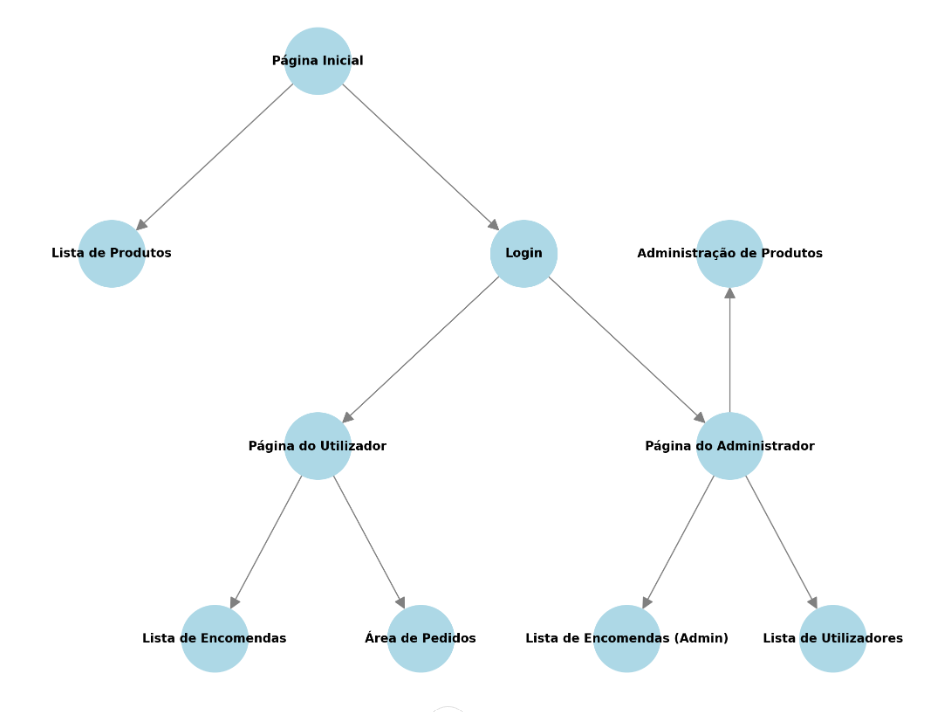 Página Inicial
Lista de Produtos
Login
Administração de Produtos
Página do Utilizador
Página do Administrador
Lista de Encomendas
Área de Pedidos
Lista de Encomendas (Admin)
Lista de Utilizadores